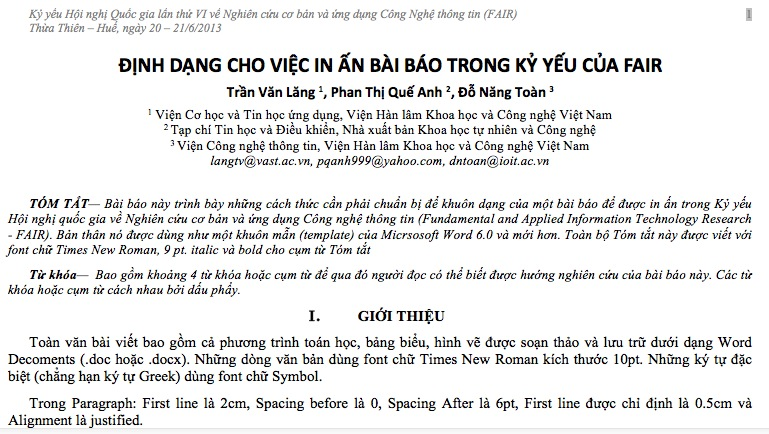 Kỷ yếu Hội nghị Quốc gia lần thứ VI về Nghiên cứu cơ bản và ứng dụng Công Nghệ thông tin (FAIR)
Thừa Thiên – Huế, ngày 20 – 21/6/2013
1
ĐỊNH DẠNG CHO VIỆC IN ẤN BÀI BÁO TRONG KỶ YẾU CỦA FAIR
Trần Văn Lăng 1, Phan Thị Quế Anh 2, Đỗ Năng Toàn 3
1 Viện Cơ học và Tin học ứng dụng, Viện Hàn lâm Khoa học và Công nghệ Việt Nam
2 Tạp chí Tin học và Điều khiển, Nhà xuất bản Khoa học tự nhiên và Công nghệ
3 Viện Công nghệ thông tin, Viện Hàn lâm Khoa học và Công nghệ Việt Nam
langtv@vast.ac.vn, pqanh999@yahoo.com, dntoan@ioit.ac.vn
TÓM TẮT— Bài báo này trình bày những cách thức cần phải chuẩn bị để khuôn dạng của một bài báo để được in ấn trong Kỷ yếu
Hội nghị quốc gia về Nghiên cứu cơ bản và ứng dụng Công nghệ thông tin (Fundamental and Applied Information Technology Research
- FAIR). Bản thân nó được dùng như một khuôn mẫn (template) của Micrsosoft Word 6.0 và mới hơn. Toàn bộ Tóm tắt này được viết với
font chữ Times New Roman, 9 pt. italic và bold cho cụm từ Tóm tắt
Từ khóa— Bao gồm khoảng 4 từ khóa hoặc cụm từ để qua đó người đọc có thể biết được hướng nghiên cứu của bài báo này. Các từ
khóa hoặc cụm từ cách nhau bởi dấu phẩy.
I. GIỚI THIỆU
Toàn văn bài viết bao gồm cả phương trình toán học, bảng biểu, hình vẽ được soạn thảo và lưu trữ dưới dạng Word
Decoments (.doc hoặc .docx). Những dòng văn bản dùng font chữ Times New Roman kích thước 10pt. Những ký tự đặc
biệt (chẳng hạn ký tự Greek) dùng font chữ Symbol.
Trong Paragraph: First line là 2cm, Spacing before là 0, Spacing After là 6pt, First line được chỉ định là 0.5cm và
Alignment là justified.